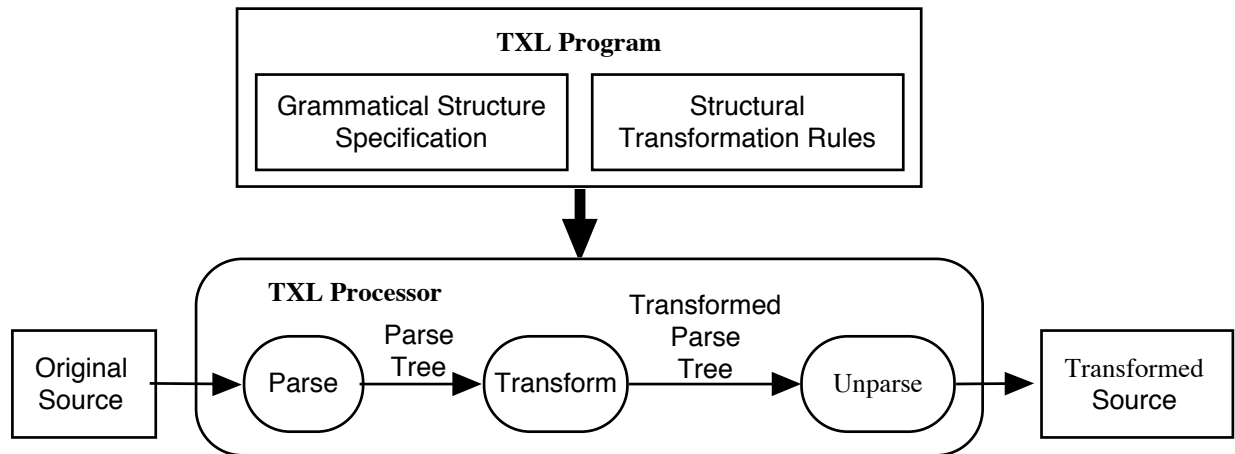 TXL Program
Grammatical Structure
Specification
Structural
Transformation Rules
TXL Processor
Original
Source
Parse
Parse
Tree
Transform
Transformed
Parse
Tree
Unparse
Transformed
Source